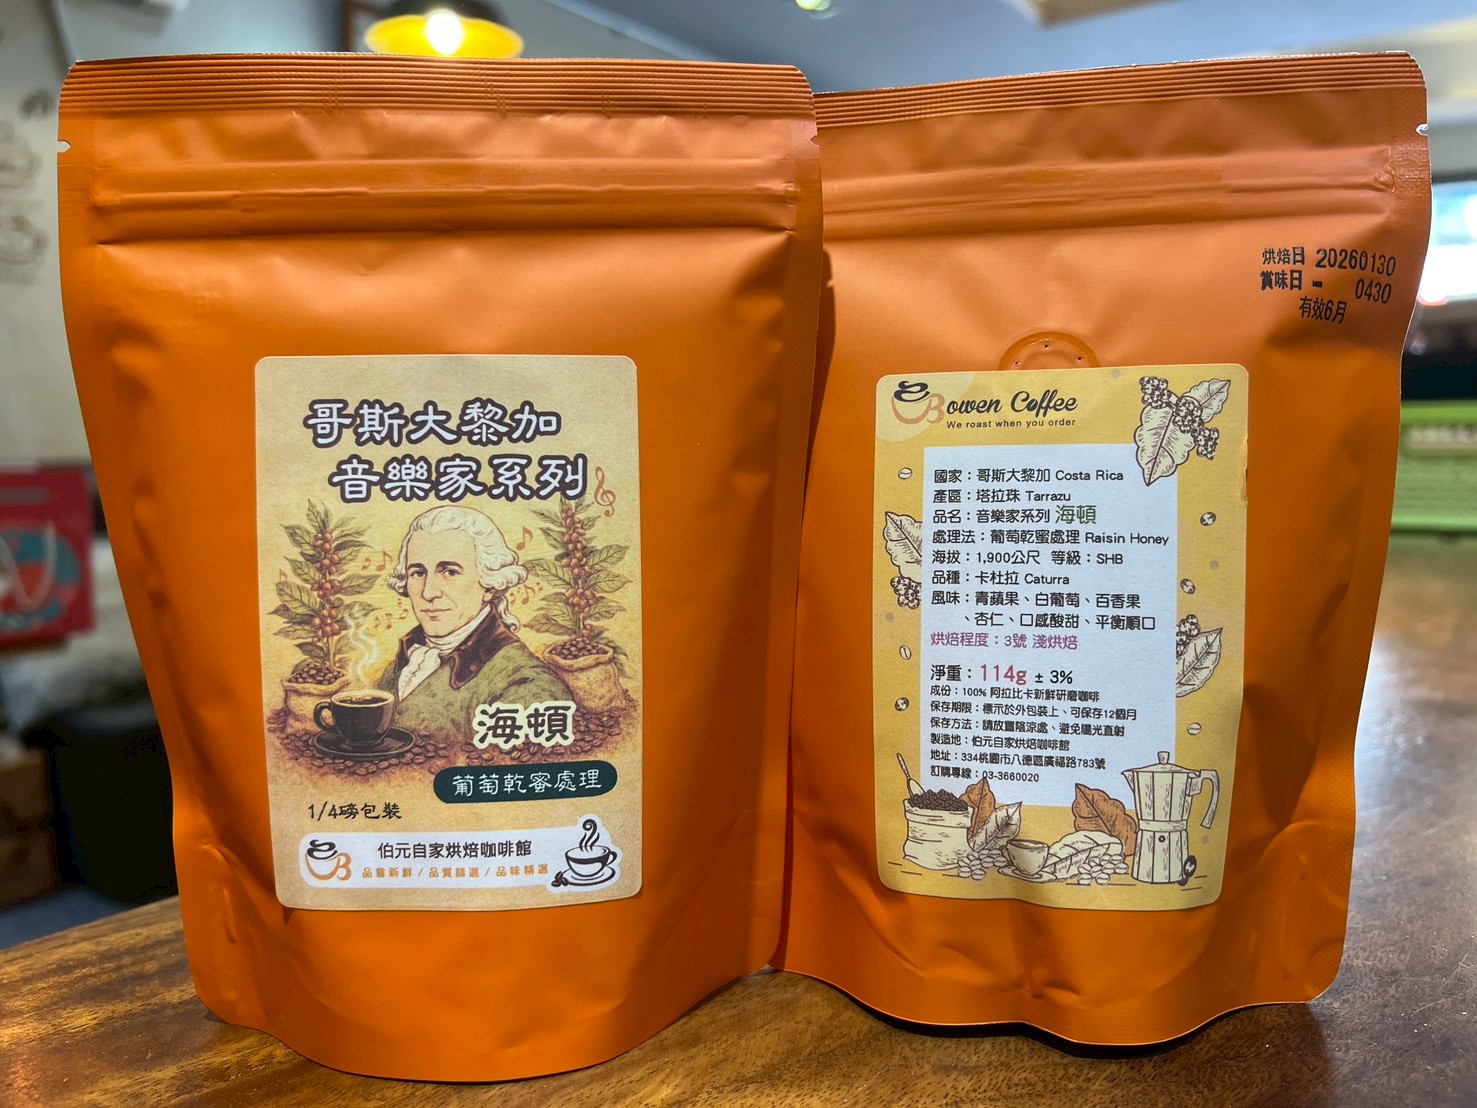 哥斯大黎加
音樂家系列
海頓
葡萄乾蜜處理
1/4磅包裝
伯元自家烘焙咖啡館
品嘗新鮮/品質篩選/品味精選
烘焙日 20260130
賞味日 - 0430
有效6月
Bowen Coffee
We roast when you order
國家：哥斯大黎加 Costa Rica
產區：塔拉珠 Tarrazu
品名：音樂家系列 海頓
處理法：葡萄乾蜜處理 Raisin Honey
海拔：1,900公尺 等級：SHB
品種：卡杜拉 Caturra
風味：青蘋果、白葡萄、百香果
、杏仁、口感酸甜、平衡順口
烘焙程度：3號 淺烘焙
淨重：114g ± 3%
成份：100% 阿拉比卡新鮮研磨咖啡
保存期限：標示於外包裝上、可保存12個月
保存方法：請放置陰涼處、避免陽光直射
製造地：伯元自家烘焙咖啡館
地址：334桃園市八德區廣福路783號
訂購專線：03-3660020